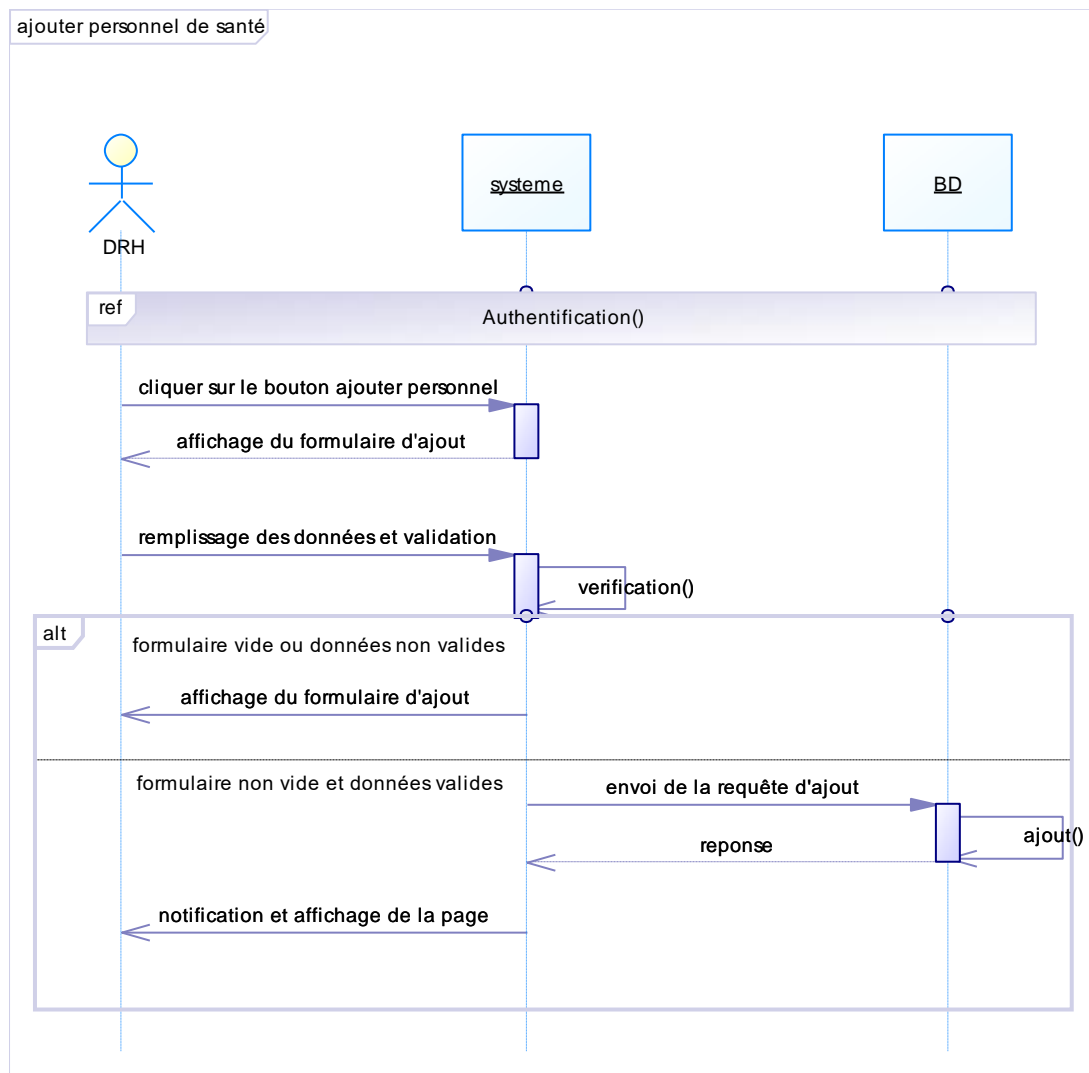 ajouter personnel de santé
systeme
BD
DRH
ref
Authentification()
cliquer sur le bouton ajouter personnel
affichage du formulaire d'ajout
remplissage des données et validation
verification()
alt
formulaire vide ou données non valides
affichage du formulaire d'ajout
formulaire non vide et données valides
envoi de la requête d'ajout
ajout()
reponse
notification et affichage de la page